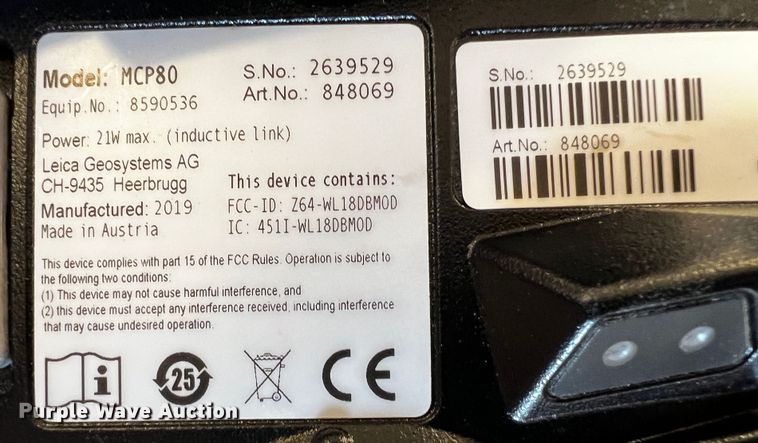 Model: MCP80
S.No.: 2639529
Equip.No.: 8590536
Art.No.: 848069
Power: 21W max. (inductive link)
Leica Geosystems AG
CH-9435 Heerbrugg
This device contains:
Manufactured: 2019
FCC-ID: Z64-WL18DBMOD
Made in Austria
IC: 451I-WL18DBMOD
This device complies with part 15 of the FCC Rules. Operation is subject to
the following two conditions:
(1) This device may not cause harmful interference, and
(2) this device must accept any interference received, including interference
that may cause undesired operation.
i
25
CE
S.No.: 2639529
Art.No.: 848069
Purple Wave Auction